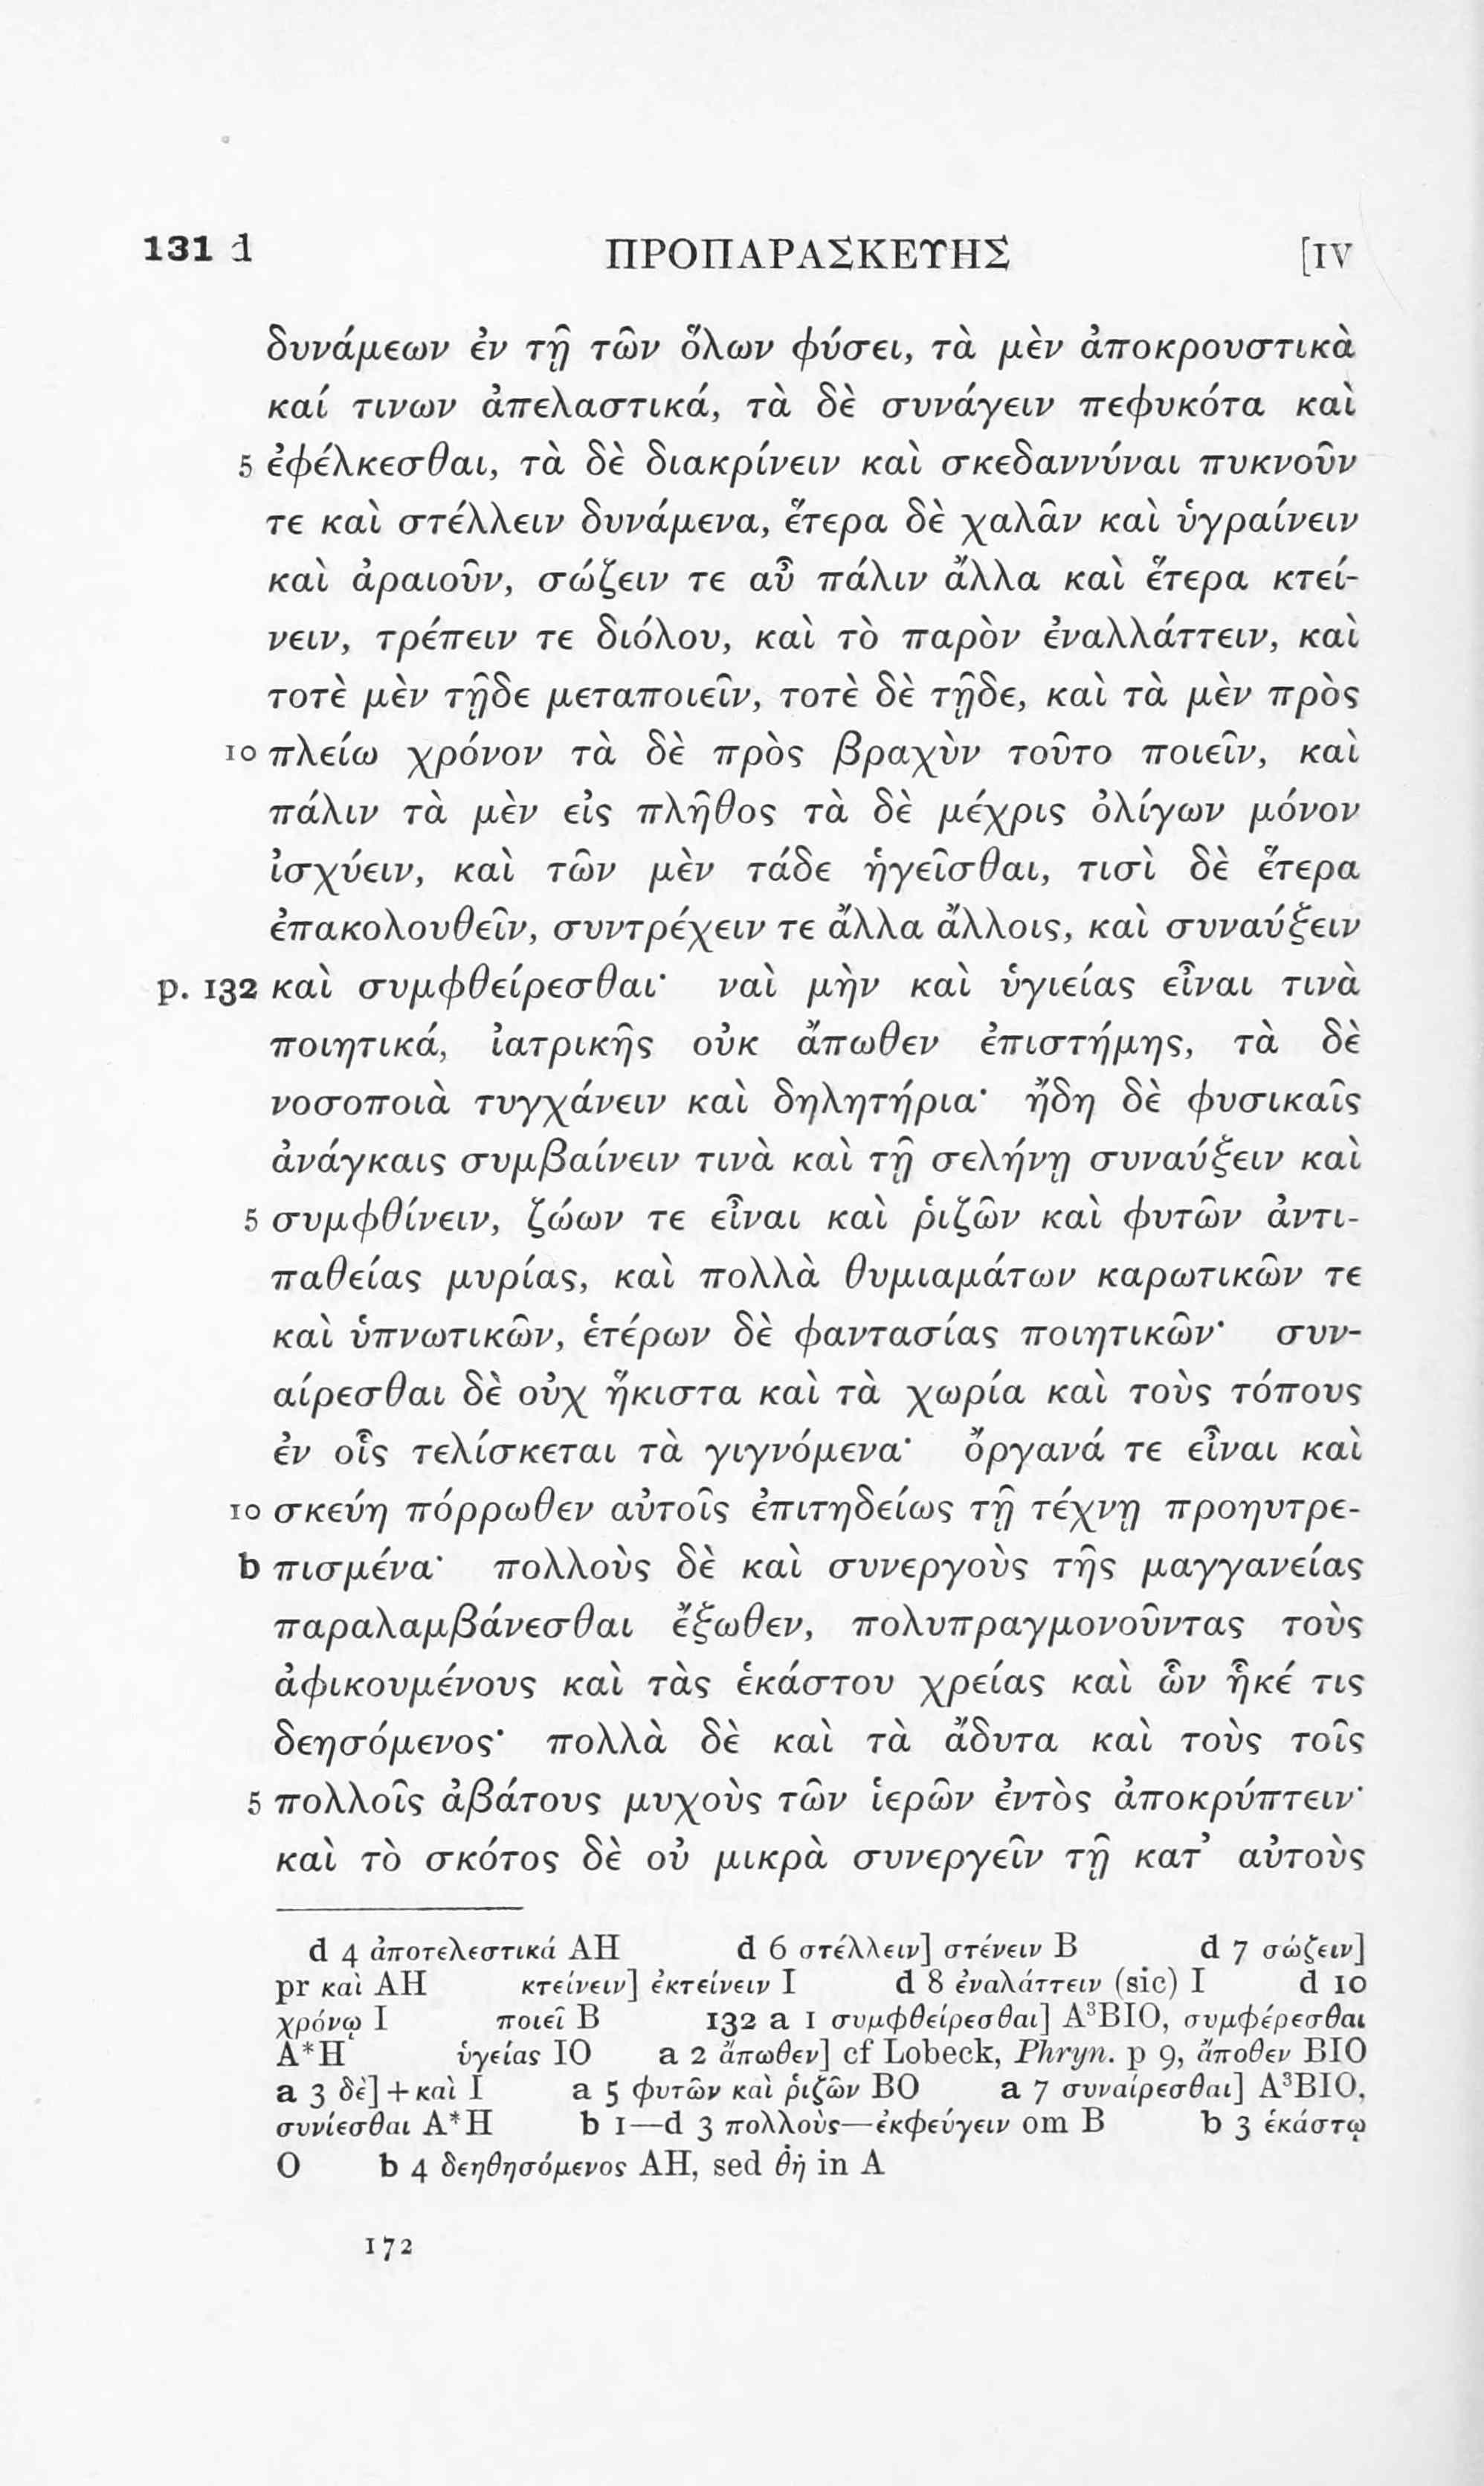 131 d ΠΡΟΠΑΡΑΣΚΕΥΗΣ [IV
δυνάμεων ἐν τῇ τῶν ὅλων φύσει, τὰ μὲν ἀποκρουστικὰ
καί τινων ἀπελαστικά, τὰ δὲ συνάγειν πεφυκότα καὶ
5 ἐφέλκεσθαι, τὰ δὲ διακρίνειν καὶ σκεδαννύναι πυκνοῦν
τε καὶ στέλλειν δυνάμενα, ἕτερα δὲ χαλᾶν καὶ ὑγραίνειν
καὶ ἀραιοῦν, σώζειν τε αὖ πάλιν ἄλλα καὶ ἕτερα κτεί-
νειν, τρέπειν τε διόλου, καὶ τὸ παρὸν ἐναλλάττειν, καὶ
τοτὲ μὲν τῇδε μεταποιεῖν, τοτὲ δὲ τῇδε, καὶ τὰ μὲν πρὸς
10 πλείω χρόνον τὰ δὲ πρὸς βραχὺν τοῦτο ποιεῖν, καὶ
πάλιν τὰ μὲν εἰς πλῆθος τὰ δὲ μέχρις ὀλίγων μόνον
ἰσχύειν, καὶ τῶν μὲν τάδε ἡγεῖσθαι, τισὶ δὲ ἕτερα
ἐπακολουθεῖν, συντρέχειν τε ἄλλα ἄλλοις, καὶ συναύξειν
p. 132 καὶ συμφθείρεσθαι· ναὶ μὴν καὶ ὑγιείας εἶναι τινὰ
ποιητικά, ἰατρικῆς οὐκ ἄπωθεν ἐπιστήμης, τὰ δὲ
νοσοποιὰ τυγχάνειν καὶ δηλητήρια· ἤδη δὲ φυσικαῖς
ἀνάγκαις συμβαίνειν τινὰ καὶ τῇ σελήνῃ συναύξειν καὶ
5 συμφθίνειν, ζώων τε εἶναι καὶ ῥιζῶν καὶ φυτῶν ἀντι-
παθείας μυρίας, καὶ πολλὰ θυμιαμάτων καρωτικῶν τε
καὶ ὑπνωτικῶν, ἑτέρων δὲ φαντασίας ποιητικῶν· συν-
αίρεσθαι δὲ οὐχ ἥκιστα καὶ τὰ χωρία καὶ τοὺς τόπους
ἐν οἷς τελίσκεται τὰ γιγνόμενα· ὄργανά τε εἶναι καὶ
10 σκεύη πόρρωθεν αὐτοῖς ἐπιτηδείως τῇ τέχνῃ προηυτρε-
b πισμένα· πολλοὺς δὲ καὶ συνεργοὺς τῆς μαγγανείας
παραλαμβάνεσθαι ἔξωθεν, πολυπραγμονοῦντας τοὺς
ἀφικουμένους καὶ τὰς ἑκάστου χρείας καὶ ὧν ἧκέ τις
δεησόμενος· πολλὰ δὲ καὶ τὰ ἄδυτα καὶ τοὺς τοῖς
5 πολλοῖς ἀβάτους μυχοὺς τῶν ἱερῶν ἐντὸς ἀποκρύπτειν·
καὶ τὸ σκότος δὲ οὐ μικρὰ συνεργεῖν τῇ κατ’ αὐτοὺς
d 4 ἀποτελεστικά AH d 6 στέλλειν] στένειν B d 7 σώζειν]
pr καὶ AH κτείνειν] ἐκτείνειν I d 8 ἐναλάττειν (sic) I d 10
χρόνῳ I ποιεῖ B 132 a 1 συμφθείρεσθαι] A³BIO, συμφέρεσθαι
A*H ὑγείας IO a 2 ἄπωθεν] cf Lobeck, Phryn. p 9, ἄποθεν BIO
a 3 δὲ] + καὶ I a 5 φυτῶν καὶ ῥιζῶν BO a 7 συναίρεσθαι] A³BIO,
συνίεσθαι A*H b 1—d 3 πολλοὺς—ἐκφεύγειν om B b 3 ἑκάστῳ
O b 4 δεηθησόμενος AH, sed θὴ in A
172